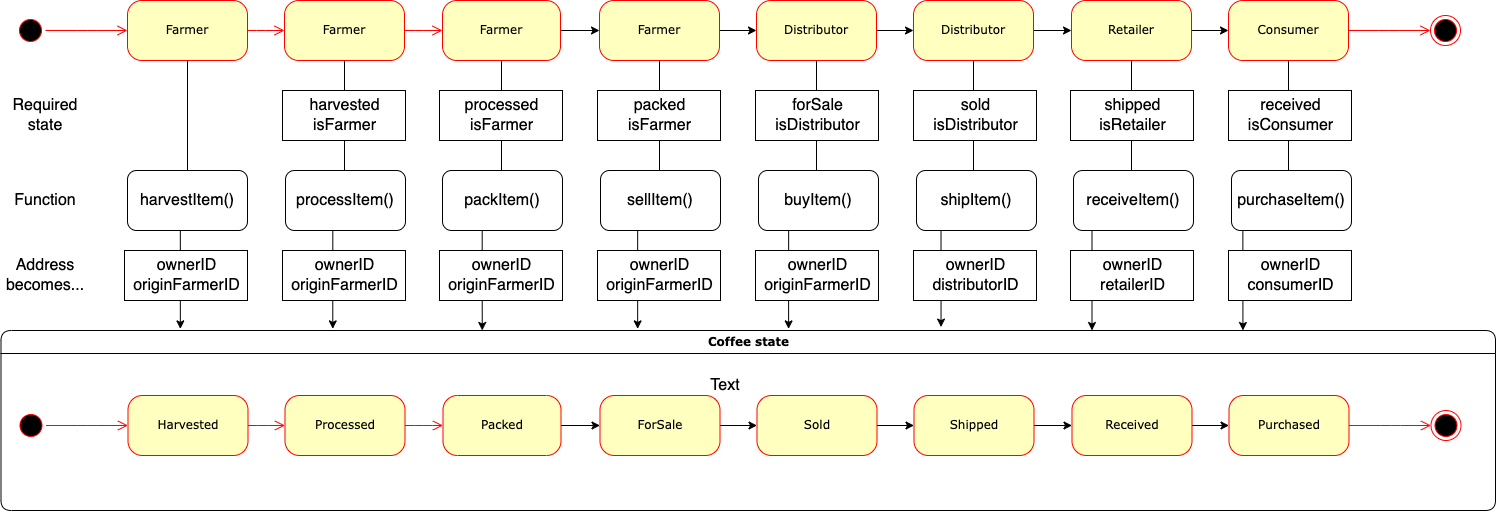 Farmer
Farmer
Farmer
Farmer
Distributor
Distributor
Retailer
Consumer
Required
state
harvested
isFarmer
processed
isFarmer
packed
isFarmer
forSale
isDistributor
sold
isDistributor
shipped
isRetailer
received
isConsumer
Function
harvestItem()
processItem()
packItem()
sellItem()
buyItem()
shipItem()
receiveItem()
purchaseItem()
Address
becomes...
ownerID
originFarmerID
ownerID
originFarmerID
ownerID
originFarmerID
ownerID
originFarmerID
ownerID
originFarmerID
ownerID
distributorID
ownerID
retailerID
ownerID
consumerID
Coffee state
Text
Harvested
Processed
Packed
ForSale
Sold
Shipped
Received
Purchased